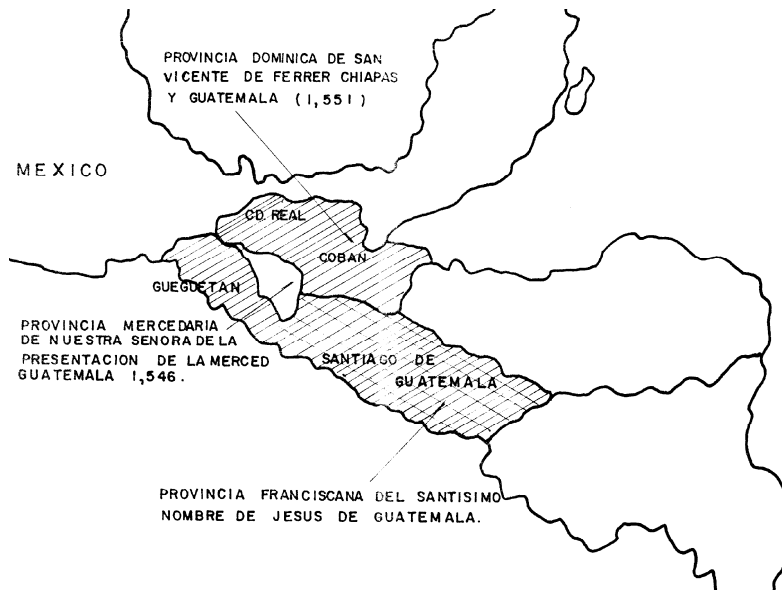 PROVINCIA DOMINICA DE SAN
VICENTE DE FERRER CHIAPAS
Y GUATEMALA (1,551)
MEXICO
CD. REAL
COBAN
GUEGUETAN
PROVINCIA MERCEDARIA
DE NUESTRA SEÑORA DE LA
PRESENTACION DE LA MERCED
GUATEMALA 1,546.
SANTIAGO DE
GUATEMALA
PROVINCIA FRANCISCANA DEL SANTISIMO
NOMBRE DE JESUS DE GUATEMALA.